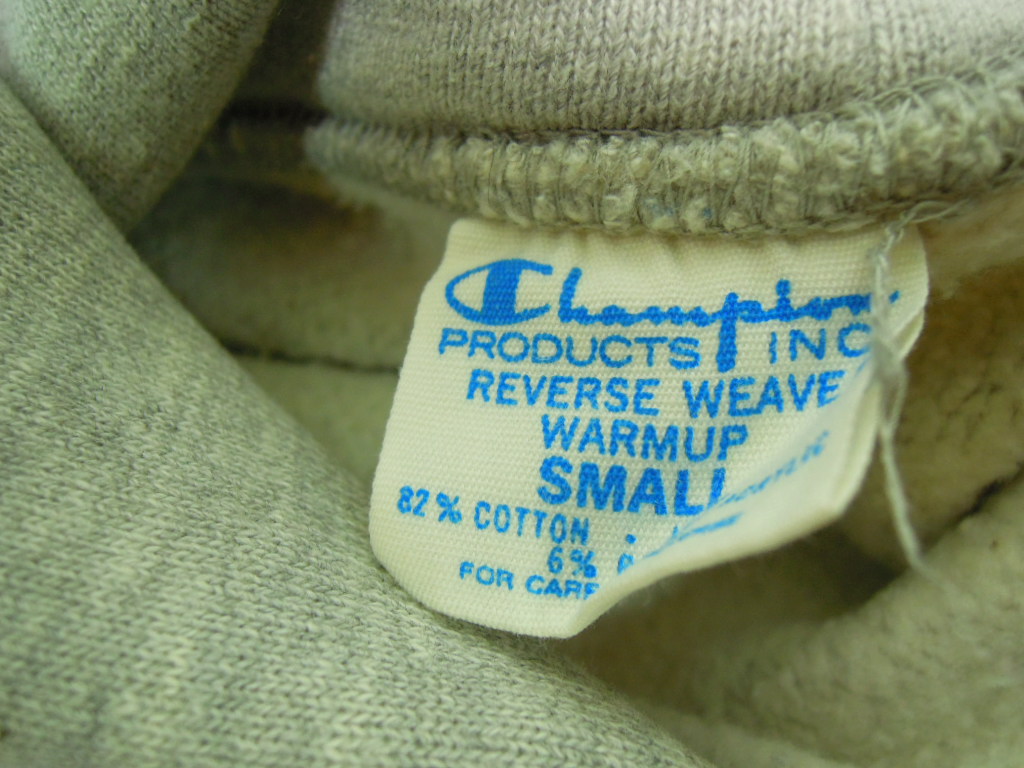 Champion
PRODUCTS INC
REVERSE WEAVE
WARMUP
SMALL
82% COTTON
6%
FOR CARE